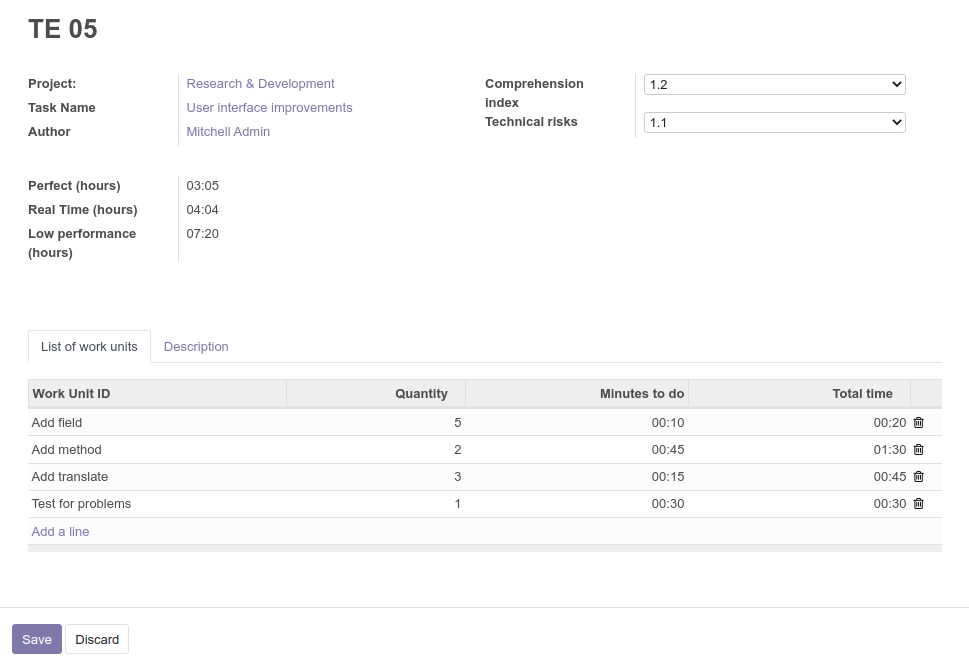 TE 05
Project: Research & Development
Task Name User interface improvements
Author Mitchell Admin
Comprehension index 1.2
Technical risks 1.1
Perfect (hours) 03:05
Real Time (hours) 04:04
Low performance (hours) 07:20
List of work units Description
Work Unit ID Quantity Minutes to do Total time
Add field 5 00:10 00:20
Add method 2 00:45 01:30
Add translate 3 00:15 00:45
Test for problems 1 00:30 00:30
Add a line
Save Discard